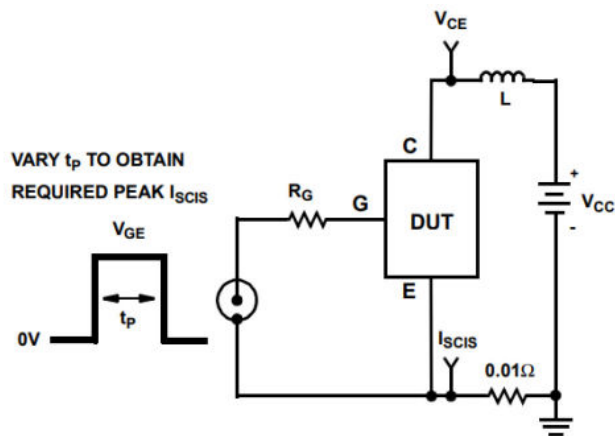 VCE
L
VARY tP TO OBTAIN
REQUIRED PEAK ISCIS
C
RG
G
DUT
+
VCC
-
VGE
E
tP
0V
ISCIS
0.01Ω